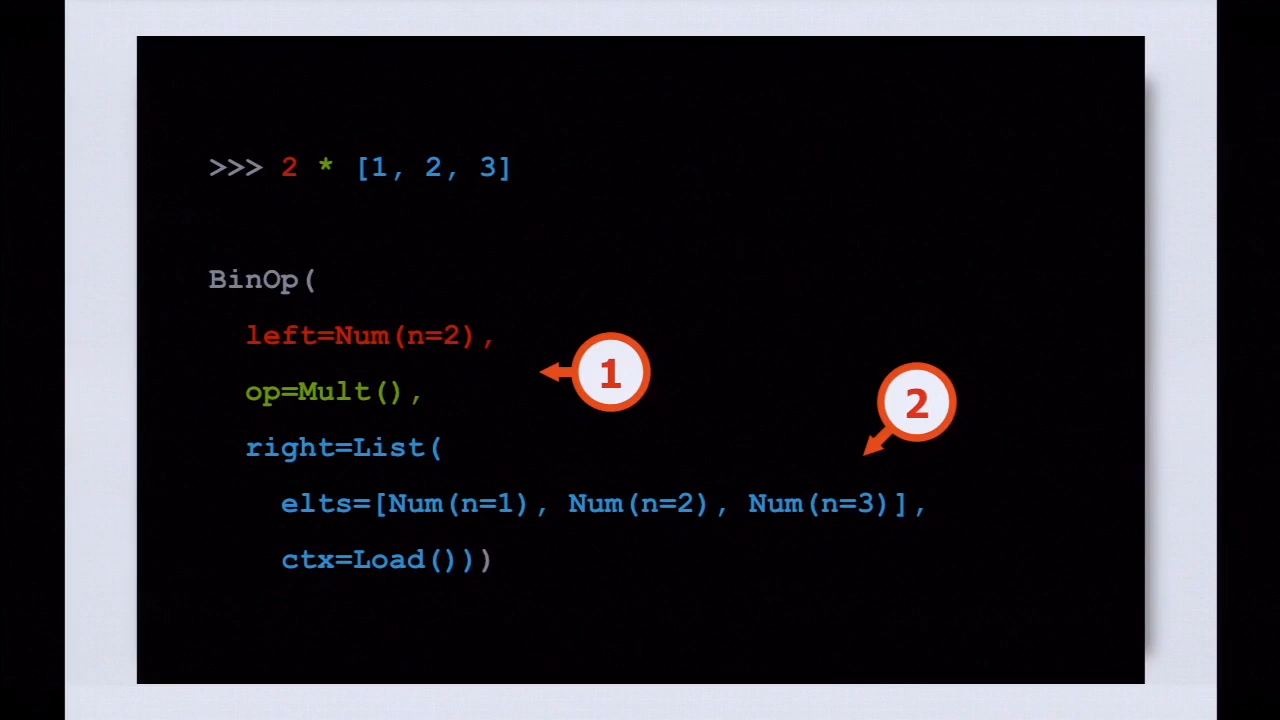 >>> 2 * [1, 2, 3]
BinOp(
left=Num(n=2),
1
op=Mult(),
2
right=List(
elts=[Num(n=1), Num(n=2), Num(n=3)],
ctx=Load()))